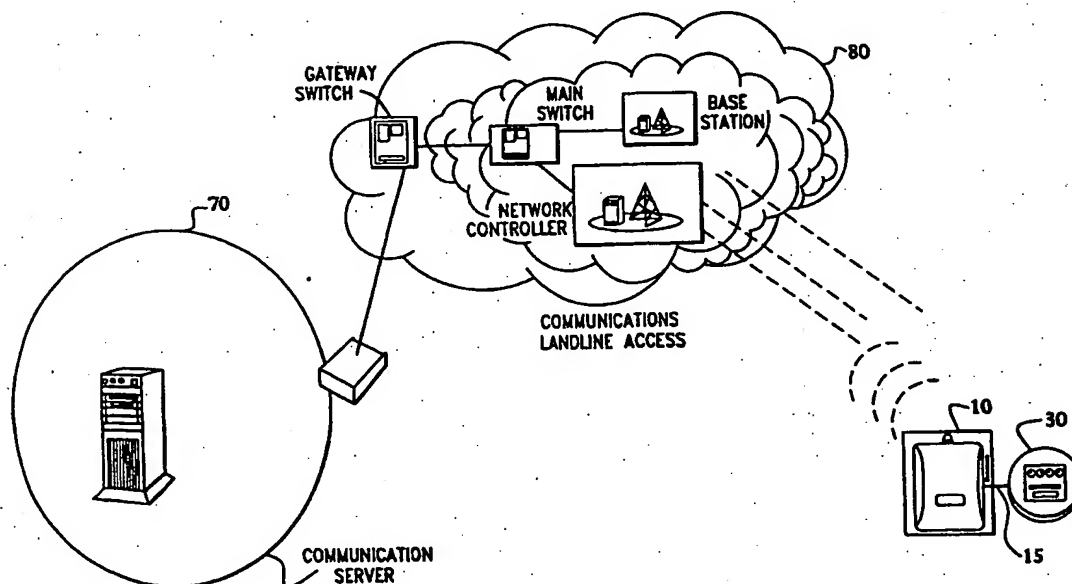 80
GATEWAY
SWITCH
MAIN
SWITCH
BASE
STATION
70
NETWORK
CONTROLLER
COMMUNICATIONS
LANDLINE ACCESS
10
30
15
COMMUNICATION
SERVER